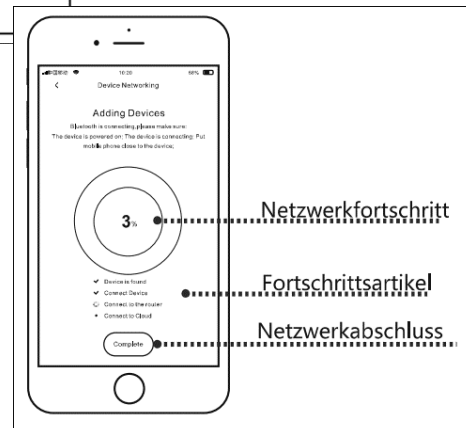 10:20
66%
Device Networking
Adding Devices
Bluetooth is connecting, please make sure:
The device is powered on; The device is connecting; Put
mobile phone close to the device;
3%
Netzwerkfortschritt
Device is found
Connect Device
Connect to the router
Connect to Cloud
Fortschrittsartikel
Complete
Netzwerkabschluss